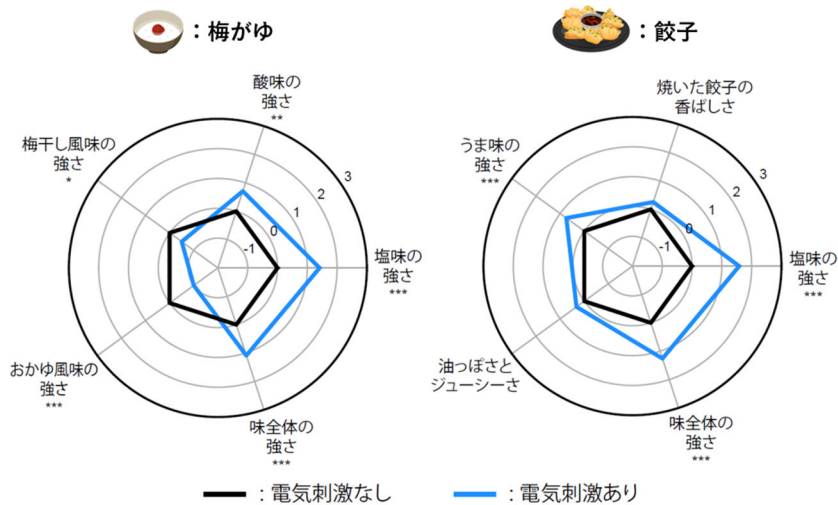 ：梅がゆ
：餃子
酸味の
強さ
**
梅干し風味の
強さ
*
3
2
1
0
-1
塩味の
強さ
***
おかゆ風味の
強さ
***
味全体の
強さ
***
焼いた餃子の
香ばしさ
うま味の
強さ
***
3
2
1
0
-1
塩味の
強さ
***
油っぽさと
ジューシーさ
味全体の
強さ
***
：電気刺激なし
：電気刺激あり